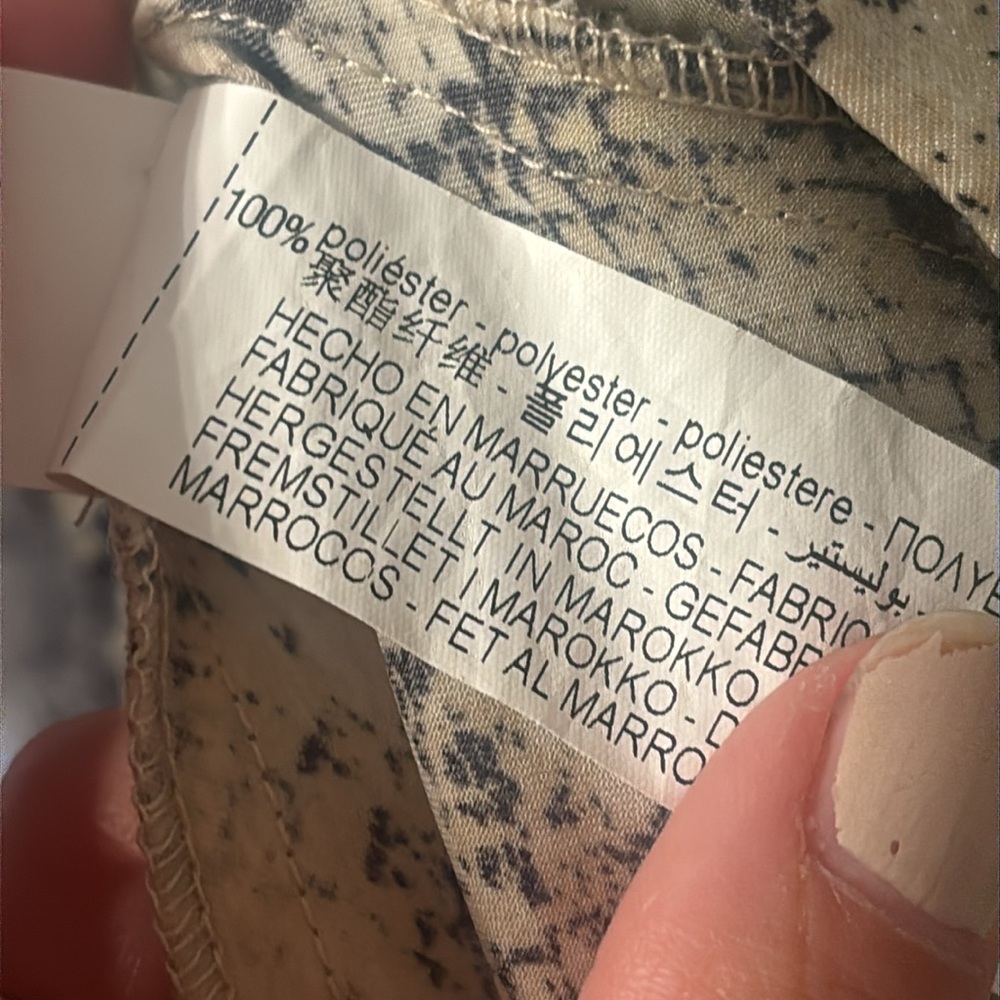 100% poliéster - polyester - poliestere - ΠΟΛΥΕ
聚酯纤维 - 폴리에스터 - بوليستير -
HECHO EN MARRUECOS - FABRIC
FABRIQUÉ AU MAROC - GEFABR
HERGESTELLT IN MAROKKO
FREMSTILLET I MAROKKO - D
MARROCOS - FET AL MARRO